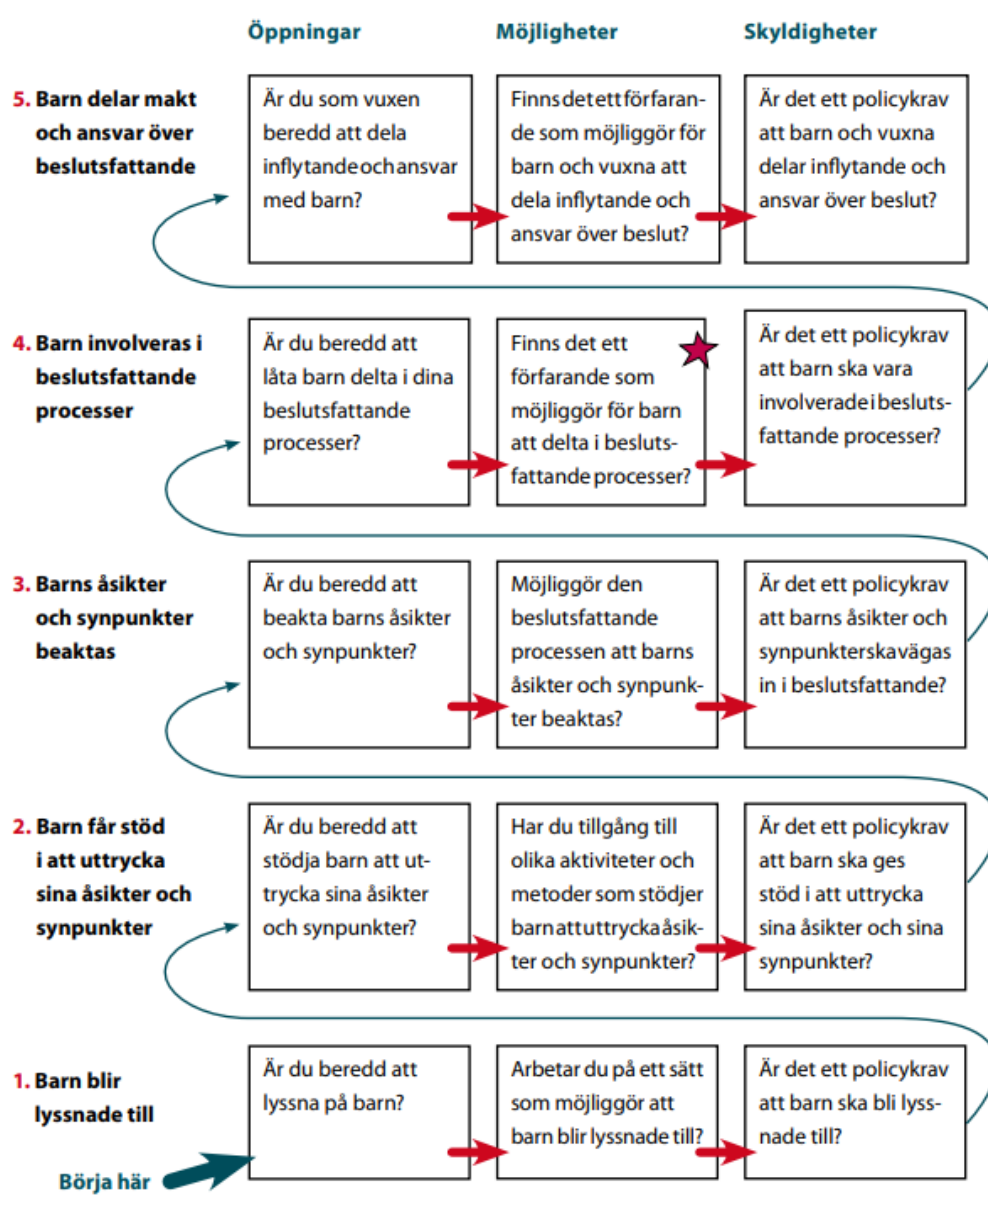 Öppningar
Möjligheter
Skyldigheter
5. Barn delar makt
och ansvar över
beslutsfattande
Är du som vuxen
beredd att dela
inflytande och ansvar
med barn?
Finns det ett förfaran-
de som möjliggör för
barn och vuxna att
dela inflytande och
ansvar över beslut?
Är det ett policykrav
att barn och vuxna
delar inflytande och
ansvar över beslut?
4. Barn involveras i
beslutsfattande
processer
Är du beredd att
låta barn delta i dina
beslutsfattande
processer?
Finns det ett
förfarande som
möjliggör för barn
att delta i besluts-
fattande processer?
Är det ett policykrav
att barn ska vara
involverade i besluts-
fattande processer?
3. Barns åsikter
och synpunkter
beaktas
Är du beredd att
beakta barns åsikter
och synpunkter?
Möjliggör den
beslutsfattande
processen att barns
åsikter och synpunk-
ter beaktas?
Är det ett policykrav
att barns åsikter och
synpunkter ska vägas
in i beslutsfattande?
2. Barn får stöd
i att uttrycka
sina åsikter och
synpunkter
Är du beredd att
stödja barn att ut-
trycka sina åsikter
och synpunkter?
Har du tillgång till
olika aktiviteter och
metoder som stödjer
barn att uttrycka åsik-
ter och synpunkter?
Är det ett policykrav
att barn ska ges
stöd i att uttrycka
sina åsikter och sina
synpunkter?
1. Barn blir
lyssnade till
Är du beredd att
lyssna på barn?
Arbetar du på ett sätt
som möjliggör att
barn blir lyssnade till?
Är det ett policykrav
att barn ska bli lyss-
nade till?
Börja här